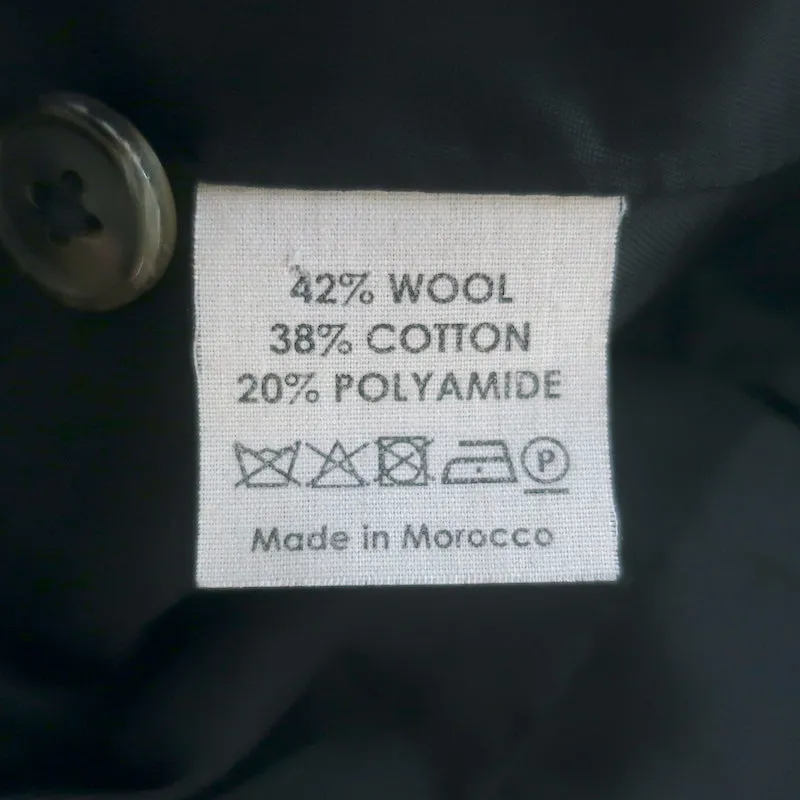 42% WOOL
38% COTTON
20% POLYAMIDE
P
Made in Morocco